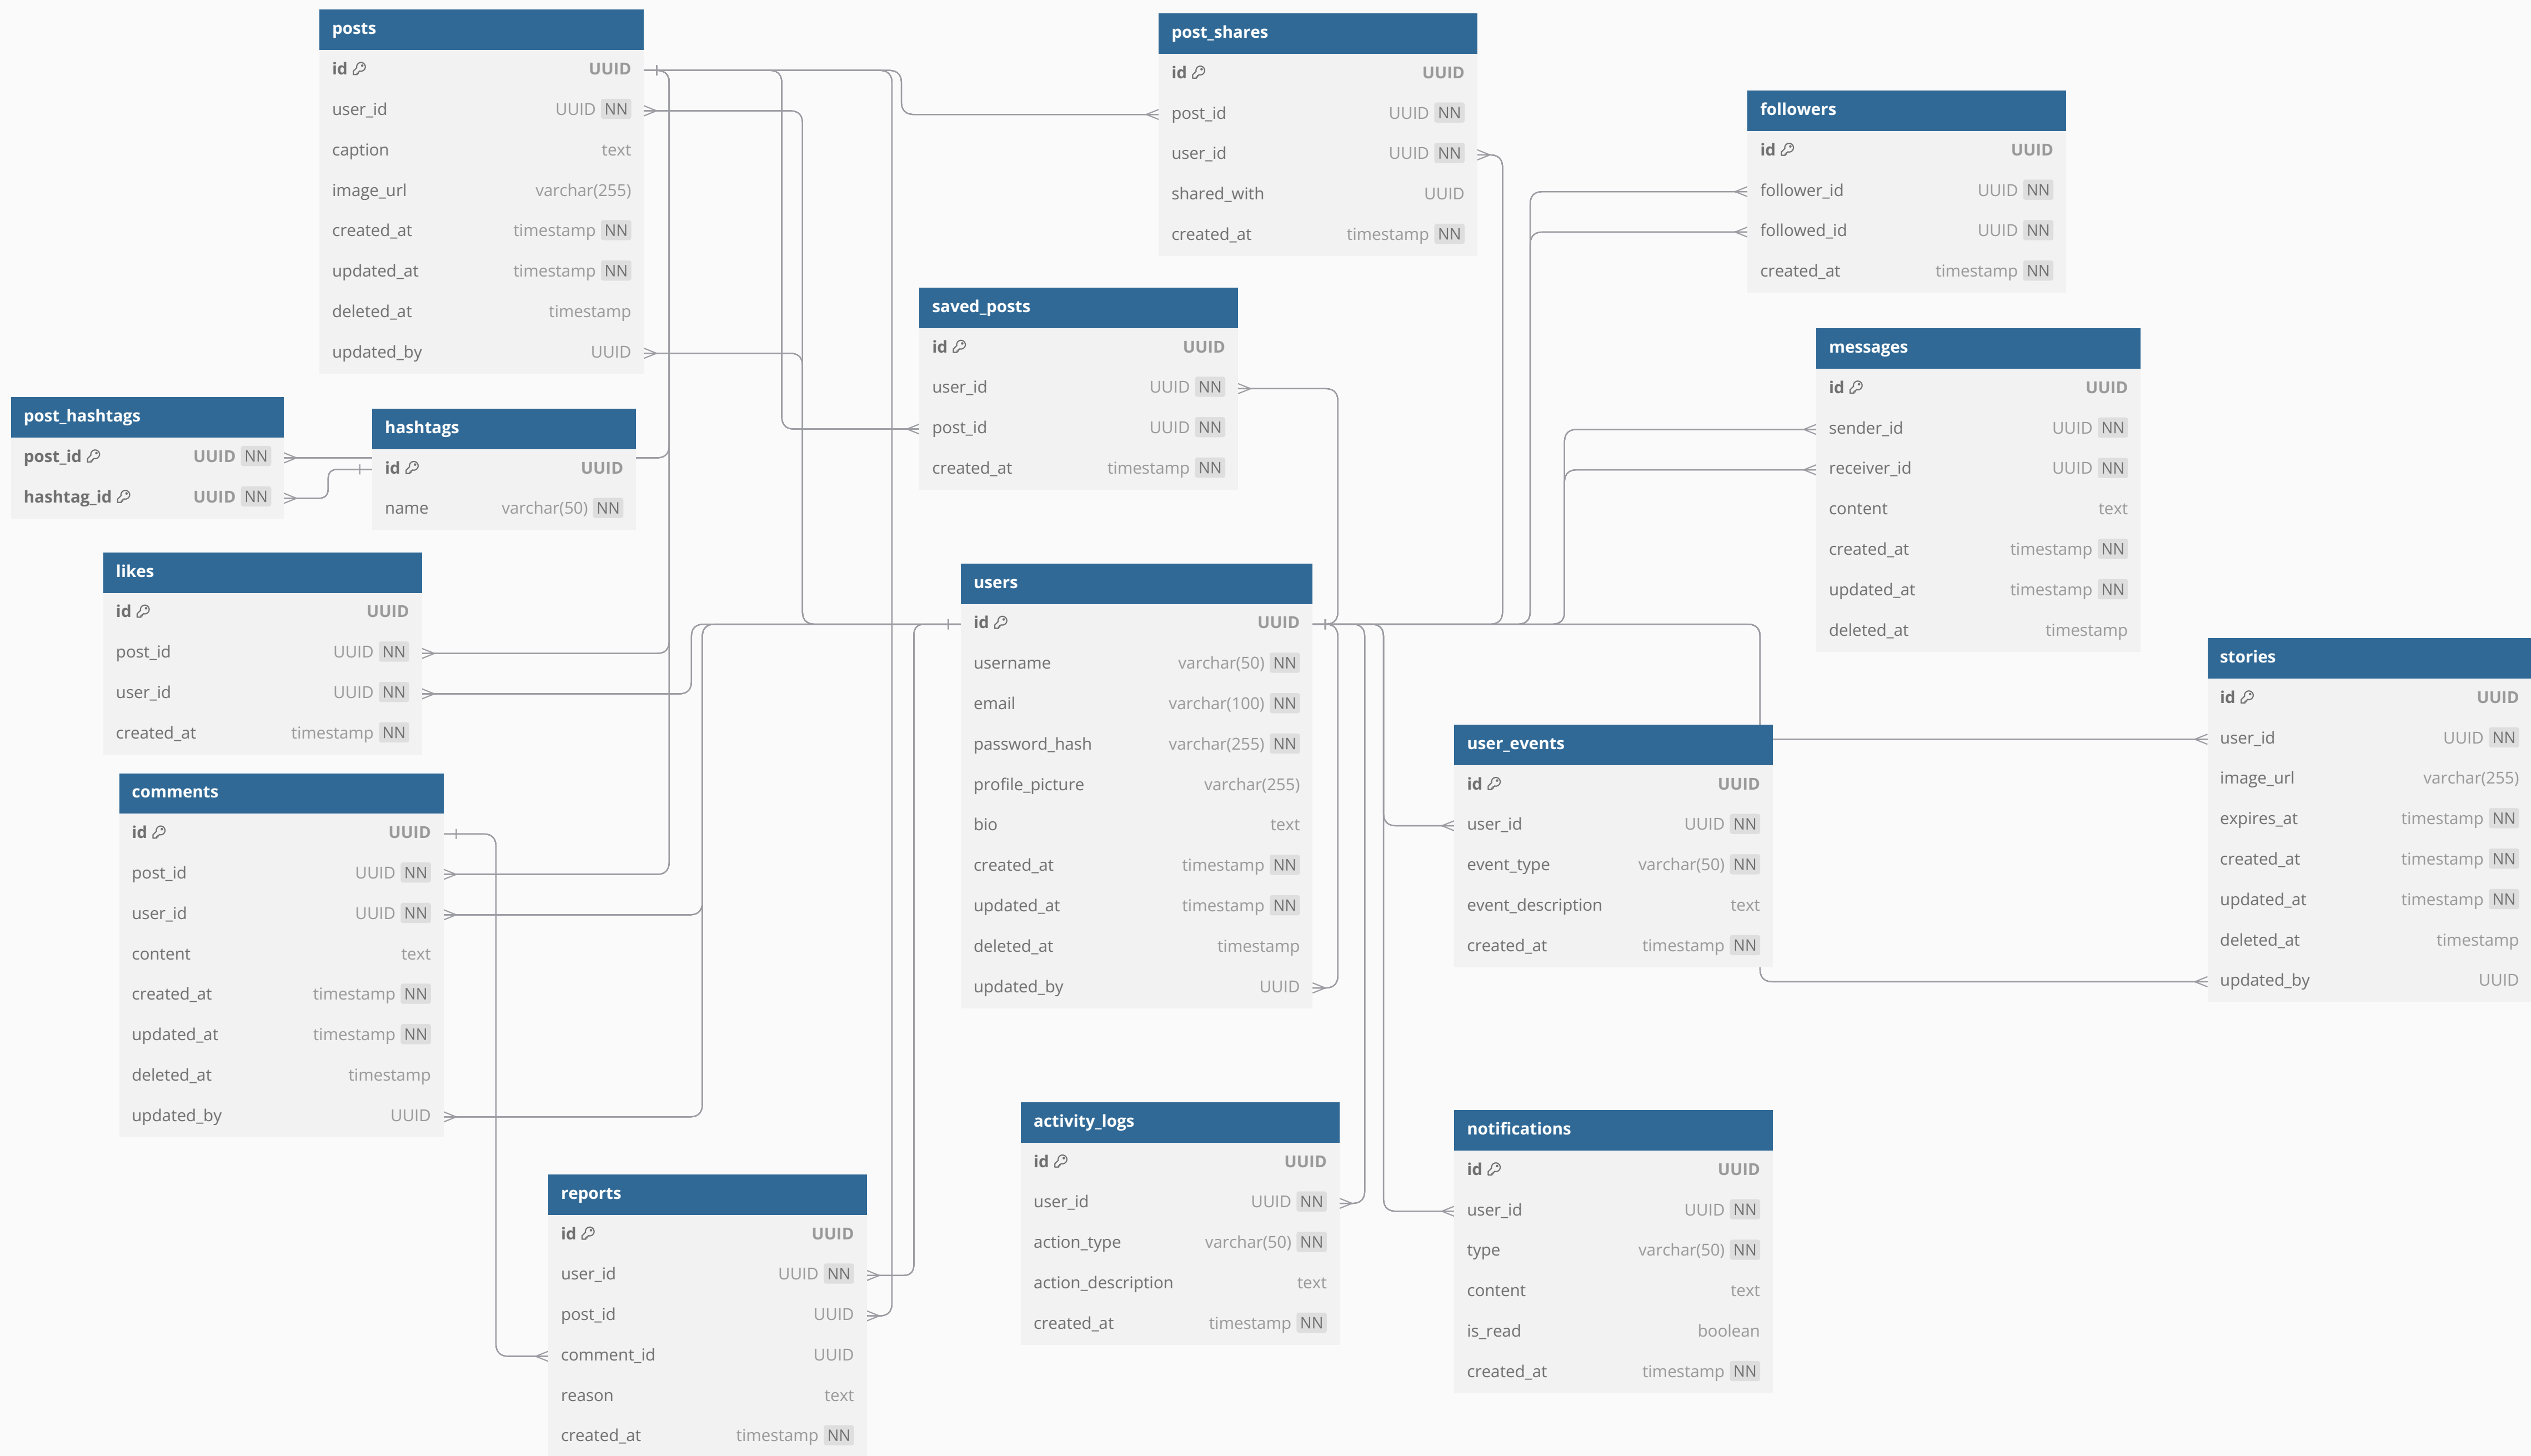 posts
id UUID
user_id UUID NN
caption text
image_url varchar(255)
created_at timestamp NN
updated_at timestamp NN
deleted_at timestamp
updated_by UUID
post_shares
id UUID
post_id UUID NN
user_id UUID NN
shared_with UUID
created_at timestamp NN
followers
id UUID
follower_id UUID NN
followed_id UUID NN
created_at timestamp NN
saved_posts
id UUID
user_id UUID NN
post_id UUID NN
created_at timestamp NN
messages
id UUID
sender_id UUID NN
receiver_id UUID NN
content text
created_at timestamp NN
updated_at timestamp NN
deleted_at timestamp
post_hashtags
post_id UUID NN
hashtag_id UUID NN
hashtags
id UUID
name varchar(50) NN
likes
id UUID
post_id UUID NN
user_id UUID NN
created_at timestamp NN
users
id UUID
username varchar(50) NN
email varchar(100) NN
password_hash varchar(255) NN
profile_picture varchar(255)
bio text
created_at timestamp NN
updated_at timestamp NN
deleted_at timestamp
updated_by UUID
stories
id UUID
user_id UUID NN
image_url varchar(255)
expires_at timestamp NN
created_at timestamp NN
updated_at timestamp NN
deleted_at timestamp
updated_by UUID
user_events
id UUID
user_id UUID NN
event_type varchar(50) NN
event_description text
created_at timestamp NN
comments
id UUID
post_id UUID NN
user_id UUID NN
content text
created_at timestamp NN
updated_at timestamp NN
deleted_at timestamp
updated_by UUID
activity_logs
id UUID
user_id UUID NN
action_type varchar(50) NN
action_description text
created_at timestamp NN
notifications
id UUID
user_id UUID NN
type varchar(50) NN
content text
is_read boolean
created_at timestamp NN
reports
id UUID
user_id UUID NN
post_id UUID
comment_id UUID
reason text
created_at timestamp NN